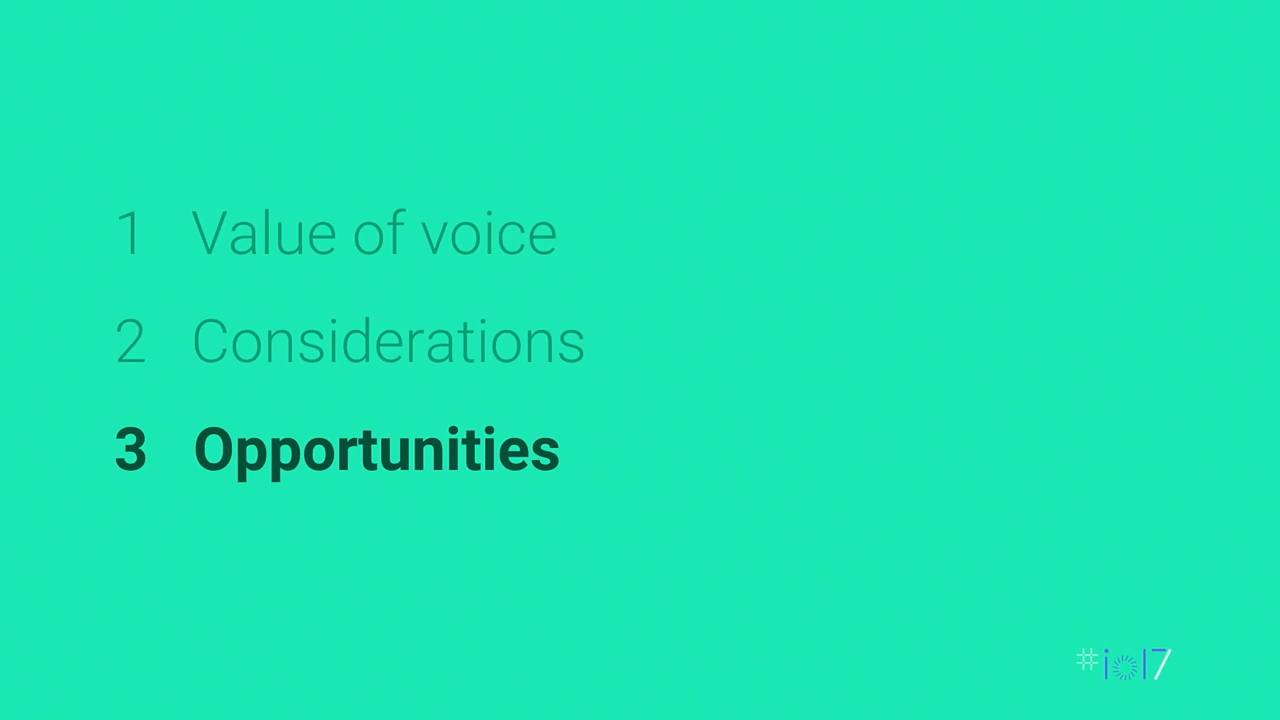 1 Value of voice
2 Considerations
3 Opportunities
#io17